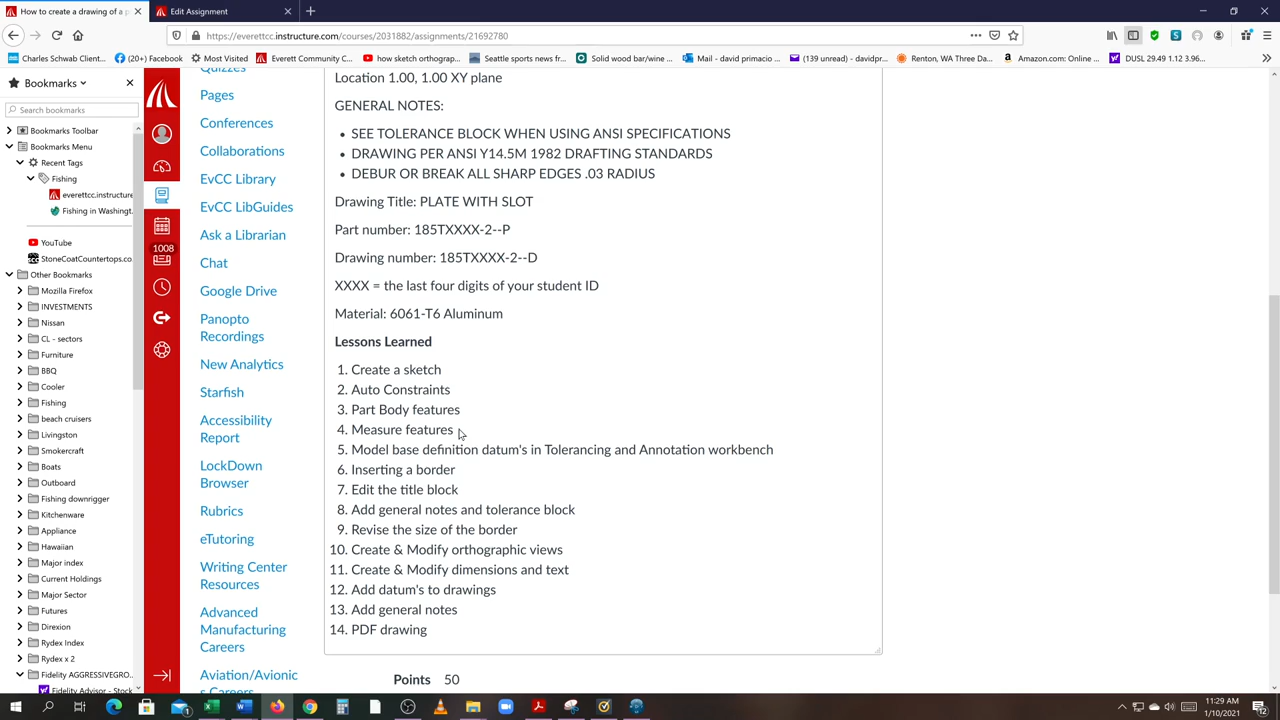 How to create a drawing of a p
Edit Assignment
https://everettcc.instructure.com/courses/2031882/assignments/21692780
Charles Schwab Client...
(20+) Facebook
Most Visited
Everett Community C...
how sketch orthograp...
Seattle sports news fr...
Solid wood bar/wine ...
Mail - david primacio ...
(139 unread) - davidpr...
Renton, WA Three Da...
Amazon.com: Online ...
DUSL 29.49 1.12 3.96...
Bookmarks
Search bookmarks
Bookmarks Toolbar
Bookmarks Menu
Recent Tags
Fishing
everettcc.instructure
Fishing in Washingt.
YouTube
StoneCoatCountertops.co
Other Bookmarks
Mozilla Firefox
INVESTMENTS
Nissan
CL - sectors
Furniture
BBQ
Cooler
Fishing
beach cruisers
Livingston
Smokercraft
Boats
Outboard
Fishing downrigger
Kitchenware
Appliance
Hawaiian
Major index
Current Holdings
Major Sector
Futures
Direxion
Rydex Index
Rydex x 2
Fidelity AGGRESSIVEGRO...
Fidelity Advisor - Stock
1008
Quizzes
Pages
Conferences
Collaborations
EvCC Library
EvCC LibGuides
Ask a Librarian
Chat
Google Drive
Panopto
Recordings
New Analytics
Starfish
Accessibility
Report
LockDown
Browser
Rubrics
eTutoring
Writing Center
Resources
Advanced
Manufacturing
Careers
Aviation/Avionic
s Careers
Location 1.00, 1.00 XY plane
GENERAL NOTES:
• SEE TOLERANCE BLOCK WHEN USING ANSI SPECIFICATIONS
• DRAWING PER ANSI Y14.5M 1982 DRAFTING STANDARDS
• DEBUR OR BREAK ALL SHARP EDGES .03 RADIUS
Drawing Title: PLATE WITH SLOT
Part number: 185TXXXX-2--P
Drawing number: 185TXXXX-2--D
XXXX = the last four digits of your student ID
Material: 6061-T6 Aluminum
Lessons Learned
1. Create a sketch
2. Auto Constraints
3. Part Body features
4. Measure features
5. Model base definition datum's in Tolerancing and Annotation workbench
6. Inserting a border
7. Edit the title block
8. Add general notes and tolerance block
9. Revise the size of the border
10. Create & Modify orthographic views
11. Create & Modify dimensions and text
12. Add datum's to drawings
13. Add general notes
14. PDF drawing
Points 50
11:29 AM
1/10/2021